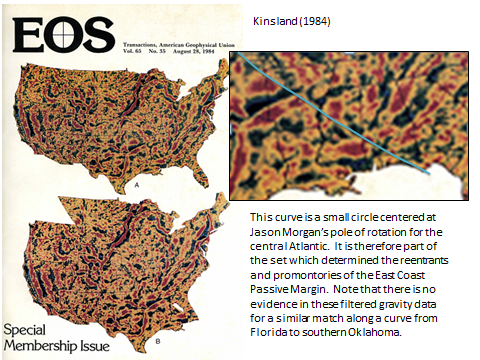 EOS
Transactions, American Geophysical Union
Vol. 65 No. 35 August 28, 1984
A
B
Special
Membership Issue
Kinsland (1984)
This curve is a small circle centered at
Jason Morgan's pole of rotation for the
central Atlantic. It is therefore part of
the set which determined the reentrants
and promontories of the East Coast
Passive Margin. Note that there is no
evidence in these filtered gravity data
for a similar match along a curve from
Florida to southern Oklahoma.